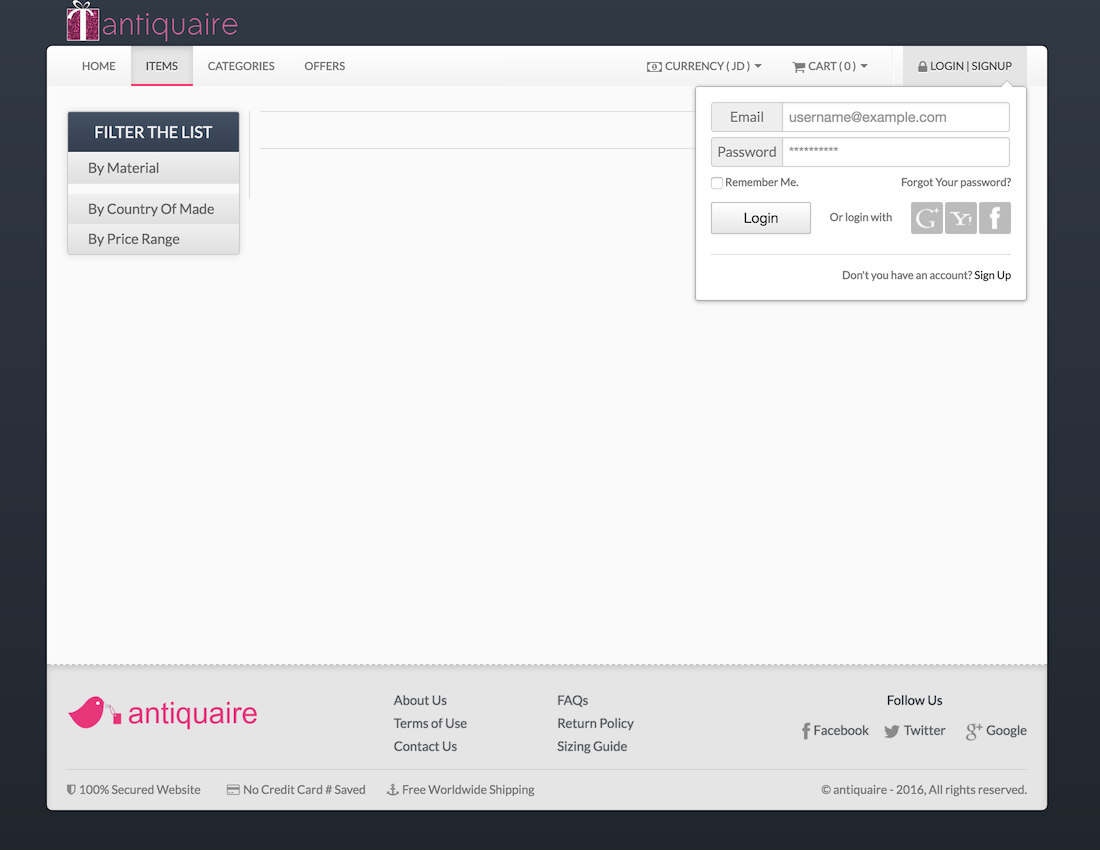 antiquaire
HOME ITEMS CATEGORIES OFFERS CURRENCY ( JD ) CART ( 0 ) LOGIN | SIGNUP
FILTER THE LIST
By Material
By Country Of Made
By Price Range
Email username@example.com
Password **********
Remember Me. Forgot Your password?
Login Or login with G+ Y! f
Don't you have an account? Sign Up
antiquaire
About Us
Terms of Use
Contact Us
FAQs
Return Policy
Sizing Guide
Follow Us
Facebook Twitter Google
100% Secured Website No Credit Card # Saved Free Worldwide Shipping © antiquaire - 2016, All rights reserved.